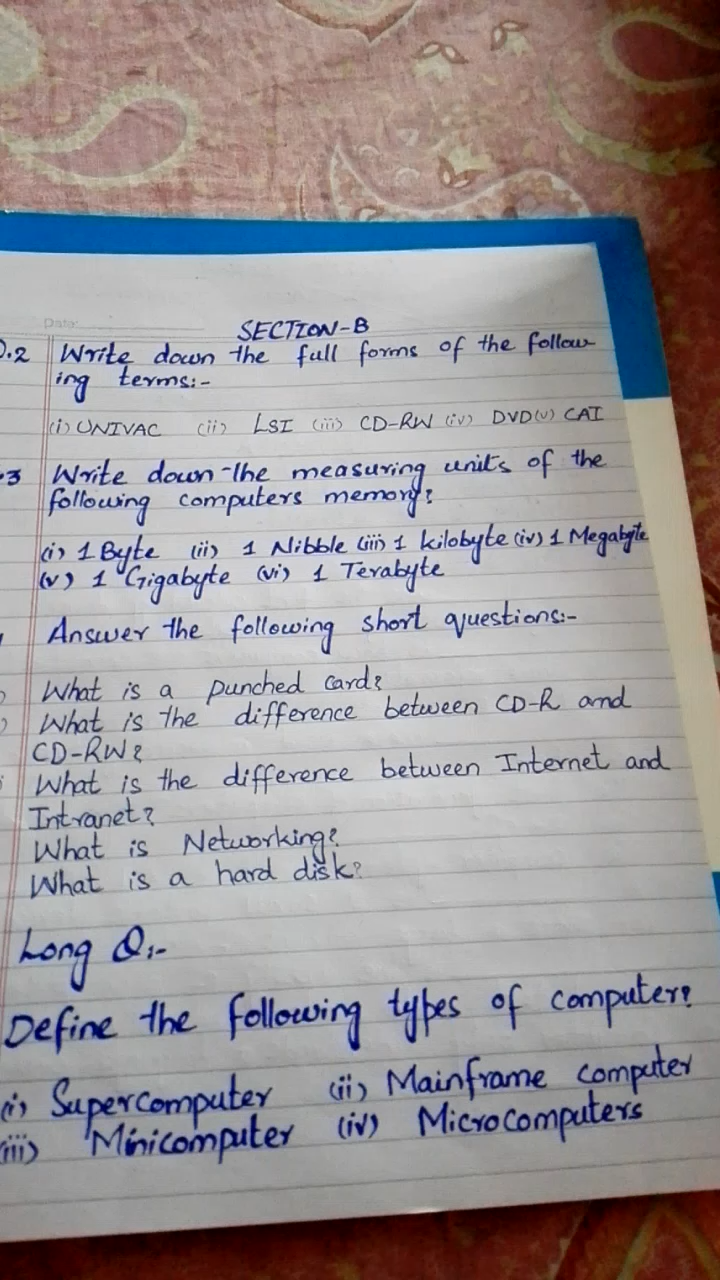 Date:
SECTION-B
Q.2 Write down the full forms of the follow-
ing terms:-
(i) UNIVAC (ii) LSI (iii) CD-RW (iv) DVD (v) CAI
.3 Write down the measuring units of the
following computers memory?
(i) 1 Byte (ii) 1 Nibble (iii) 1 kilobyte (iv) 1 Megabyte
(v) 1 Gigabyte (vi) 1 Terabyte
Answer the following short questions:-
What is a punched card?
What is the difference between CD-R and
CD-RW?
What is the difference between Internet and
Intranet?
What is Networking?
What is a hard disk?
Long Q:-
Define the following types of computer?
(i) Supercomputer (ii) Mainframe computer
(iii) Minicomputer (iv) Microcomputers